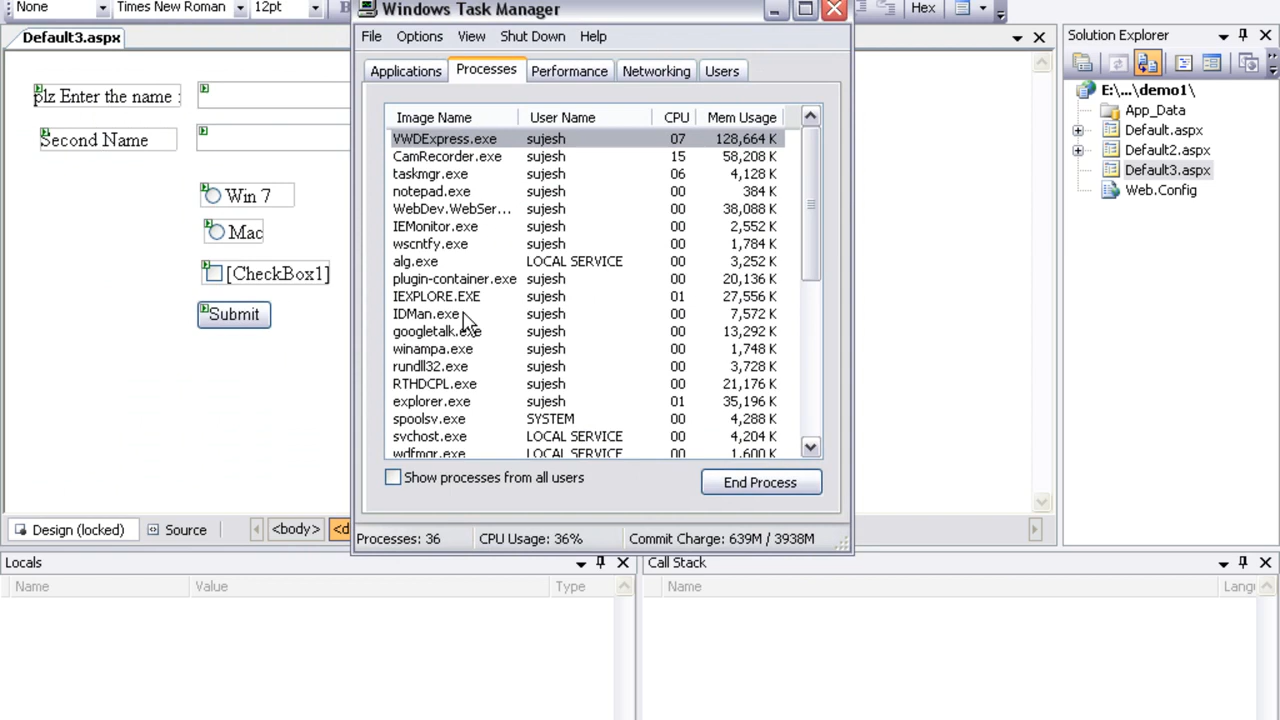 None Times New Roman 12pt B Hex
Default3.aspx
plz Enter the name :
Second Name
Win 7
Mac
[CheckBox1]
Submit
Design (locked) Source <body> <d
Windows Task Manager
File Options View Shut Down Help
Applications Processes Performance Networking Users
Image Name User Name CPU Mem Usage
VWDExpress.exe sujesh 07 128,664 K
CamRecorder.exe sujesh 15 58,208 K
taskmgr.exe sujesh 06 4,128 K
notepad.exe sujesh 00 384 K
WebDev.WebSer... sujesh 00 38,088 K
IEMonitor.exe sujesh 00 2,552 K
wscntfy.exe sujesh 00 1,784 K
alg.exe LOCAL SERVICE 00 3,252 K
plugin-container.exe sujesh 00 20,136 K
IEXPLORE.EXE sujesh 01 27,556 K
IDMan.exe sujesh 00 7,572 K
googletalk.exe sujesh 00 13,292 K
winampa.exe sujesh 00 1,748 K
rundll32.exe sujesh 00 3,728 K
RTHDCPL.exe sujesh 00 21,176 K
explorer.exe sujesh 01 35,196 K
spoolsv.exe SYSTEM 00 4,288 K
svchost.exe LOCAL SERVICE 00 4,204 K
wdfmgr.exe LOCAL SERVICE 00 1,600 K
Show processes from all users
End Process
Processes: 36 CPU Usage: 36% Commit Charge: 639M / 3938M
Solution Explorer
E:\...\demo1\
App_Data
Default.aspx
Default2.aspx
Default3.aspx
Web.Config
Locals
Name Value Type
Call Stack
Name Langu